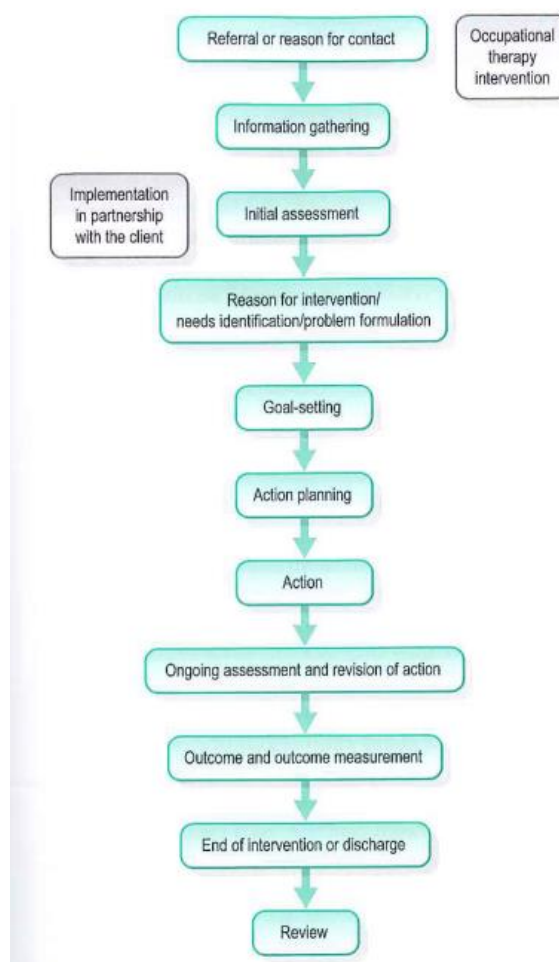 Referral or reason for contact
Occupational
therapy
intervention
Information gathering
Implementation
in partnership
with the client
Initial assessment
Reason for intervention/
needs identification/problem formulation
Goal-setting
Action planning
Action
Ongoing assessment and revision of action
Outcome and outcome measurement
End of intervention or discharge
Review